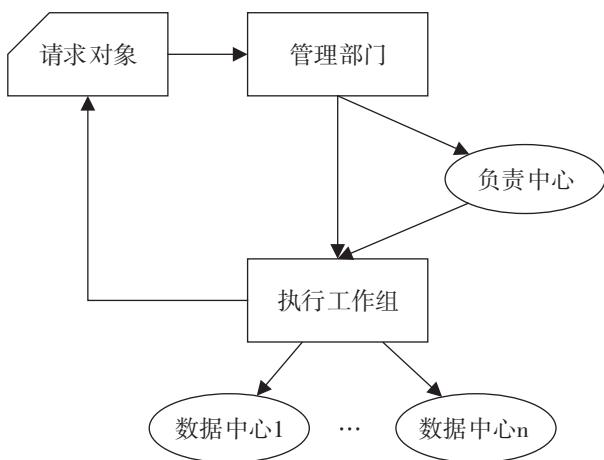 请求对象
管理部门
负责中心
执行工作组
数据中心1
…
数据中心n